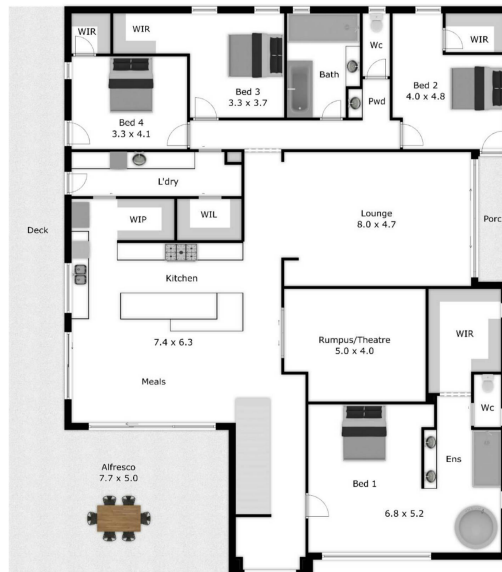 WIR
WIR
Wc
WIR
Bed 3
3.3 x 3.7
Bath
Bed 2
4.0 x 4.8
Bed 4
3.3 x 4.1
Pwd
L'dry
Deck
WIP
WIL
Lounge
8.0 x 4.7
Porc
Kitchen
7.4 x 6.3
Rumpus/Theatre
5.0 x 4.0
WIR
Meals
Wc
Alfresco
7.7 x 5.0
Bed 1
6.8 x 5.2
Ens